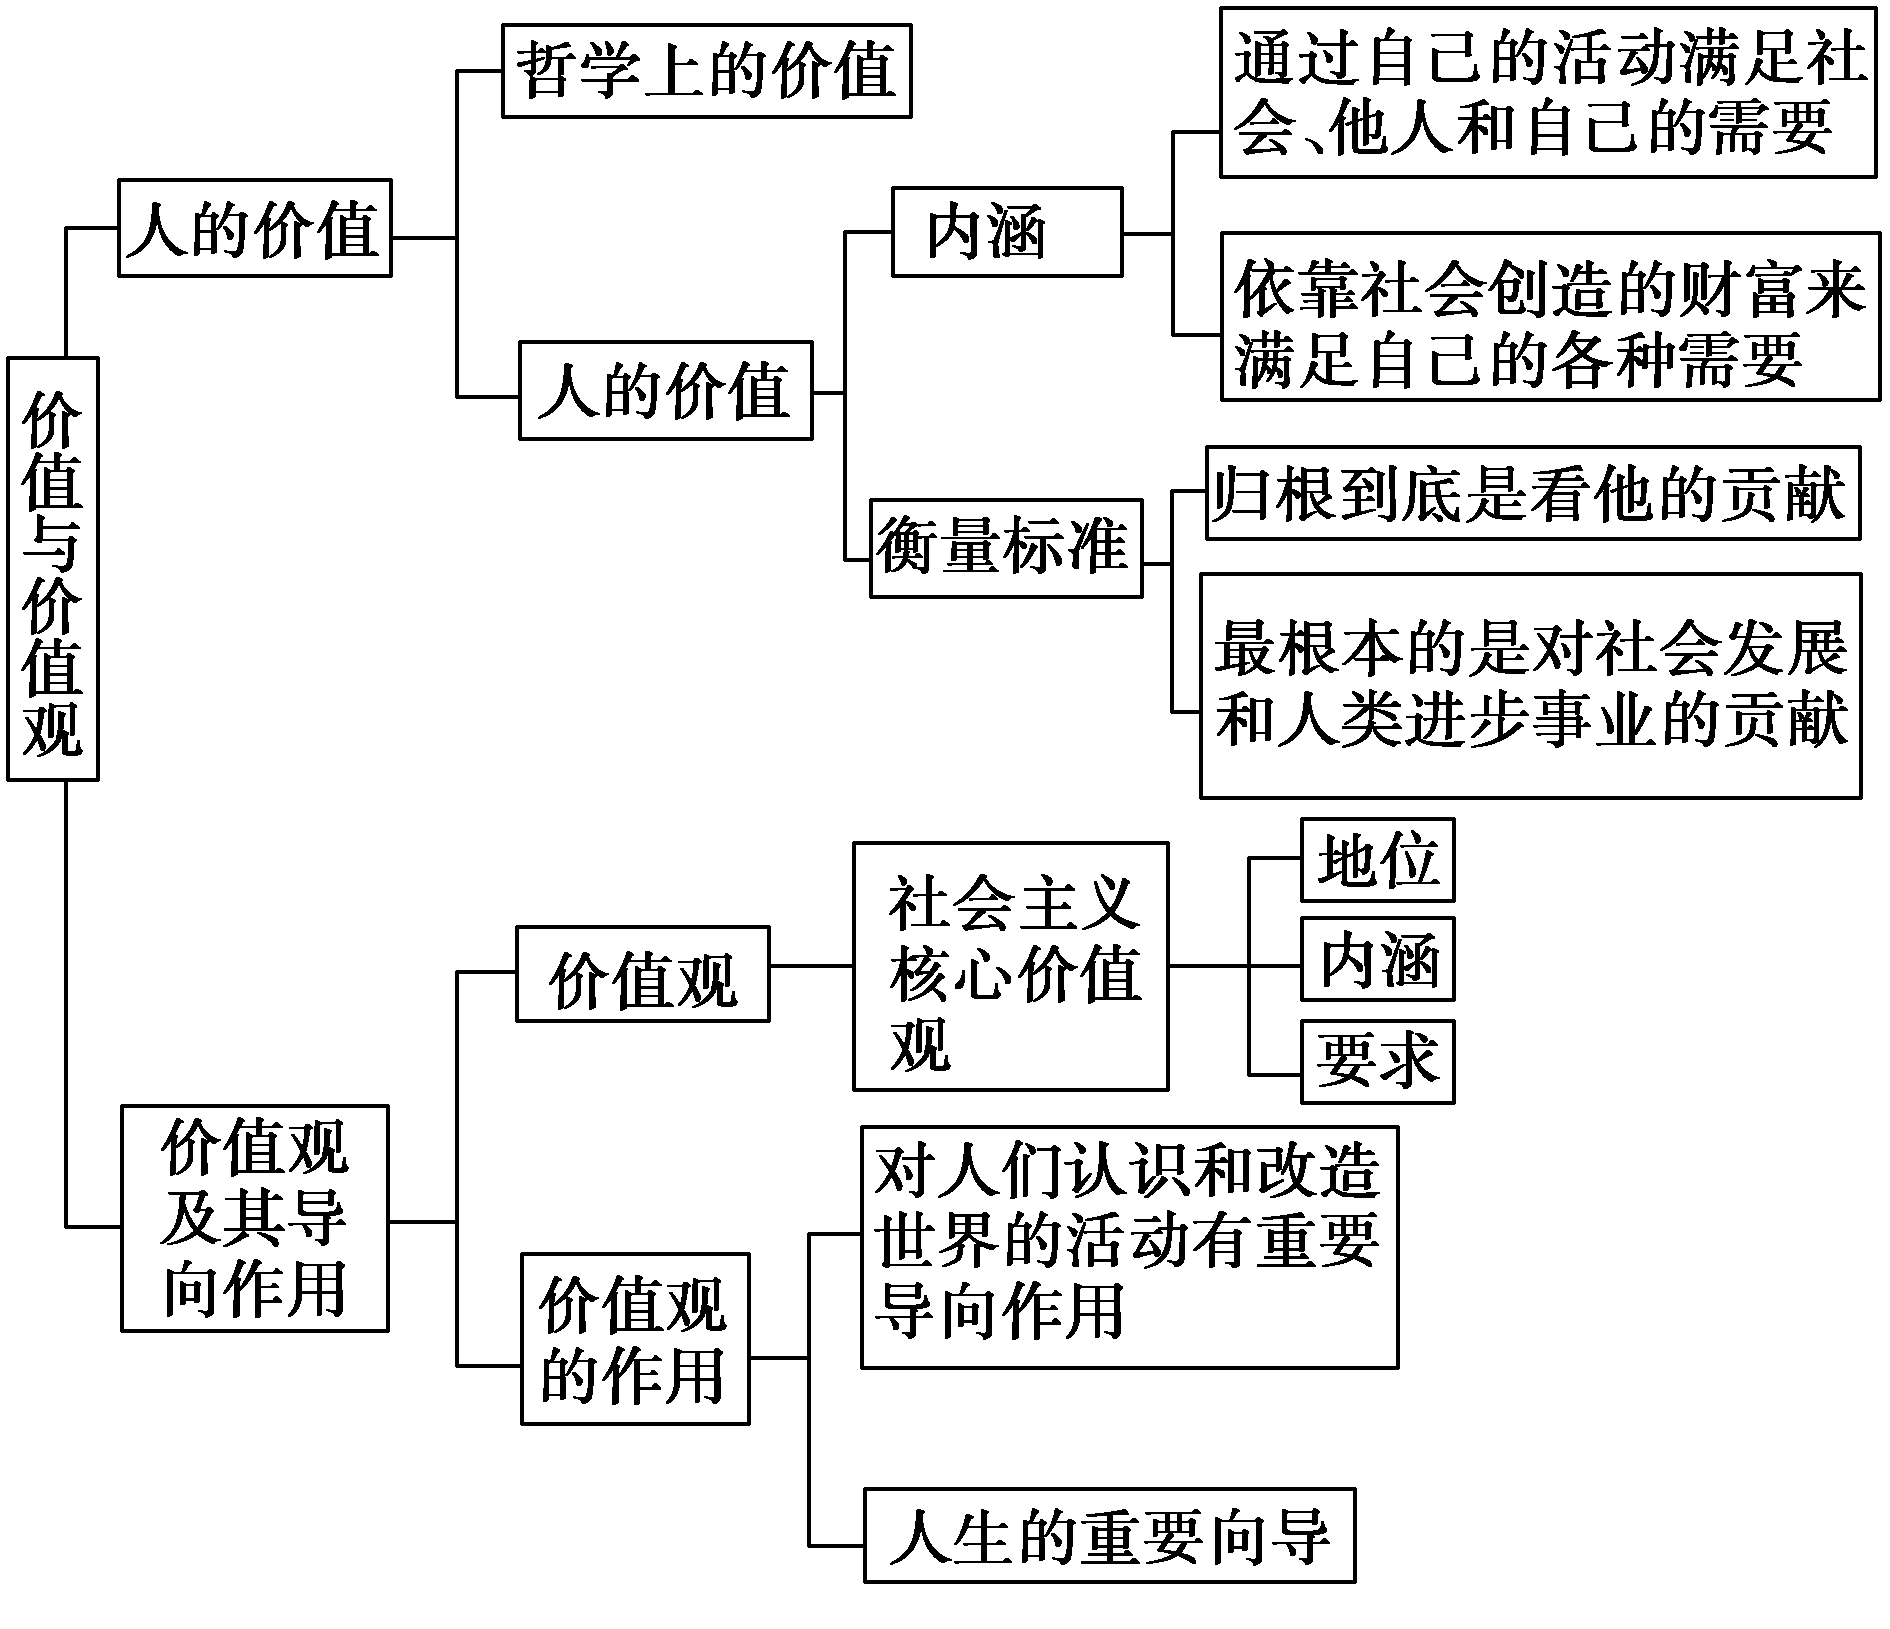 价值与价值观
人的价值
哲学上的价值
人的价值
内涵
通过自己的活动满足社
会、他人和自己的需要
依靠社会创造的财富来
满足自己的各种需要
衡量标准
归根到底是看他的贡献
最根本的是对社会发展
和人类进步事业的贡献
价值观
及其导
向作用
价值观
社会主义
核心价值
观
地位
内涵
要求
价值观
的作用
对人们认识和改造
世界的活动有重要
导向作用
人生的重要向导